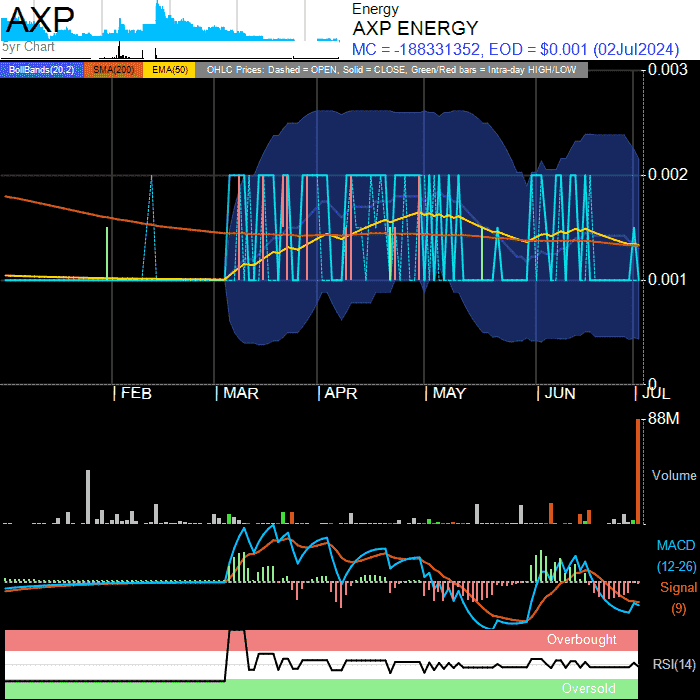 AXP
5yr Chart
Energy
AXP ENERGY
MC = -188331352, EOD = $0.001 (02Jul2024)
BollBands(20,2) SMA(200) EMA(50) OHLC Prices: Dashed = OPEN, Solid = CLOSE, Green/Red bars = Intra-day HIGH/LOW
0.003
0.002
0.001
0
FEB MAR APR MAY JUN JUL
88M
Volume
MACD
(12-26)
Signal
(9)
Overbought
RSI(14)
Oversold